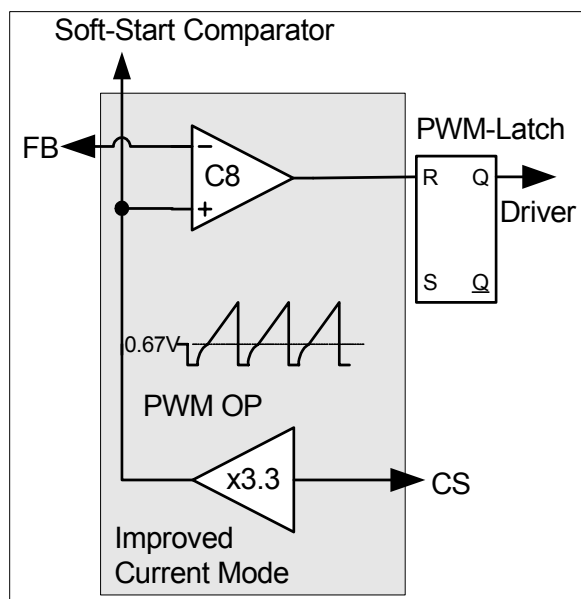 Soft-Start Comparator
FB
−
C8
+
PWM-Latch
R Q
Driver
S Q
0.67V
PWM OP
x3.3
CS
Improved
Current Mode